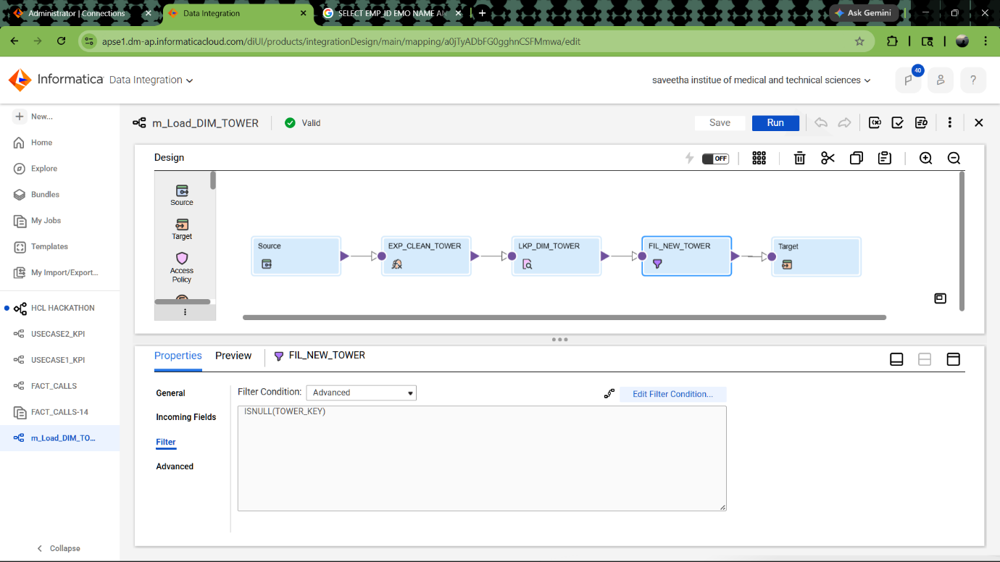 Administrator | Connections
Data Integration
SELECT EMP_ID EMO NAME AN
Ask Gemini
apse1.dm-ap.informaticacloud.com/diUI/products/integrationDesign/main/mapping/a0jTyADbFG0gghnCSFMmwa/edit
Informatica Data Integration
saveetha institue of medical and technical sciences
40
?
New...
Home
Explore
Bundles
My Jobs
Templates
My Import/Export...
HCL HACKATHON
USECASE2_KPI
USECASE1_KPI
FACT_CALLS
FACT_CALLS-14
m_Load_DIM_TO...
Collapse
m_Load_DIM_TOWER
Valid
Save
Run
Design
OFF
Source
Target
Access
Policy
Source
EXP_CLEAN_TOWER
LKP_DIM_TOWER
FIL_NEW_TOWER
Target
Properties
Preview
FIL_NEW_TOWER
General
Incoming Fields
Filter
Advanced
Filter Condition:
Advanced
Edit Filter Condition...
ISNULL(TOWER_KEY)